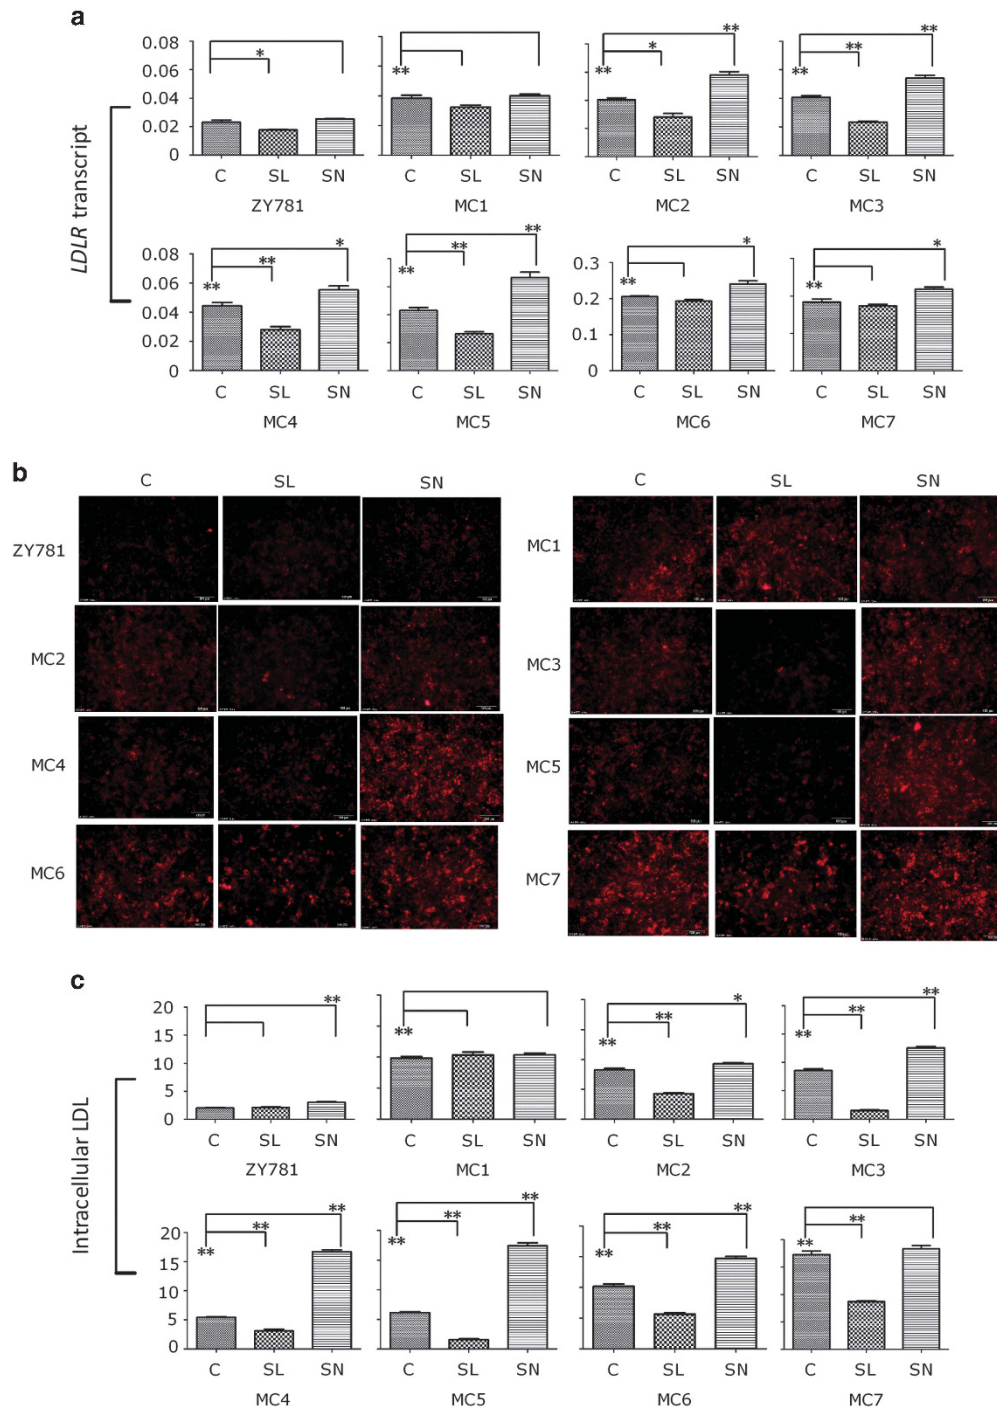 a
LDLR transcript
0.08
0.06
0.04
0.02
0
* 
C SL SN
ZY781
**
C SL SN
MC1
** * **
C SL SN
MC2
** ** **
C SL SN
MC3
0.08
0.06
0.04
0.02
0
** ** *
C SL SN
MC4
** ** **
C SL SN
MC5
0.3
0.2
0.1
0
** *
C SL SN
MC6
** *
C SL SN
MC7
b
C SL SN
ZY781
MC2
MC4
MC6
C SL SN
MC1
MC3
MC5
MC7
c
Intracellular LDL
20
15
10
5
0
**
C SL SN
ZY781
**
C SL SN
MC1
** ** *
C SL SN
MC2
** ** **
C SL SN
MC3
20
15
10
5
0
** ** **
C SL SN
MC4
** ** **
C SL SN
MC5
** ** **
C SL SN
MC6
** **
C SL SN
MC7